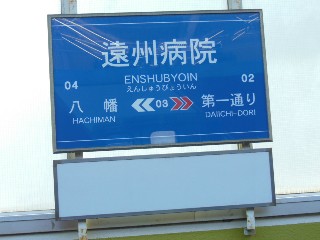 遠州病院
ENSHUBYOIN
えんしゅうびょういん
04 02
八幡 03 第一通り
HACHIMAN DAIICHI-DORI